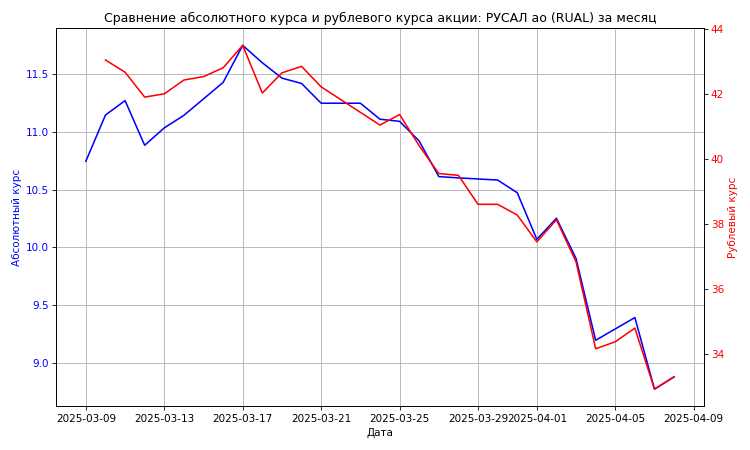 Сравнение абсолютного курса и рублевого курса акции: РУСАЛ ао (RUAL) за месяц
Абсолютный курс
11.5
11.0
10.5
10.0
9.5
9.0
44
42
40
38
36
34
Рублевый курс
2025-03-09 2025-03-13 2025-03-17 2025-03-21 2025-03-25 2025-03-29 2025-04-01 2025-04-05 2025-04-09
Дата